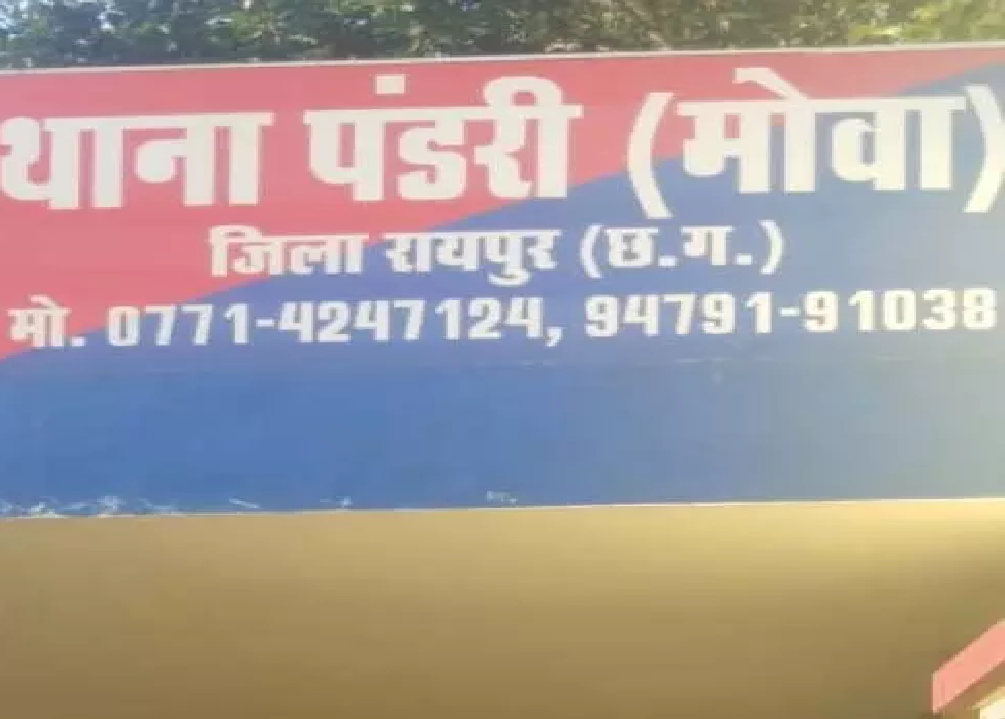 थाना पंडरी (मोवा)
जिला रायपुर (छ.ग.)
मो. 0771-4247124, 94791-91038